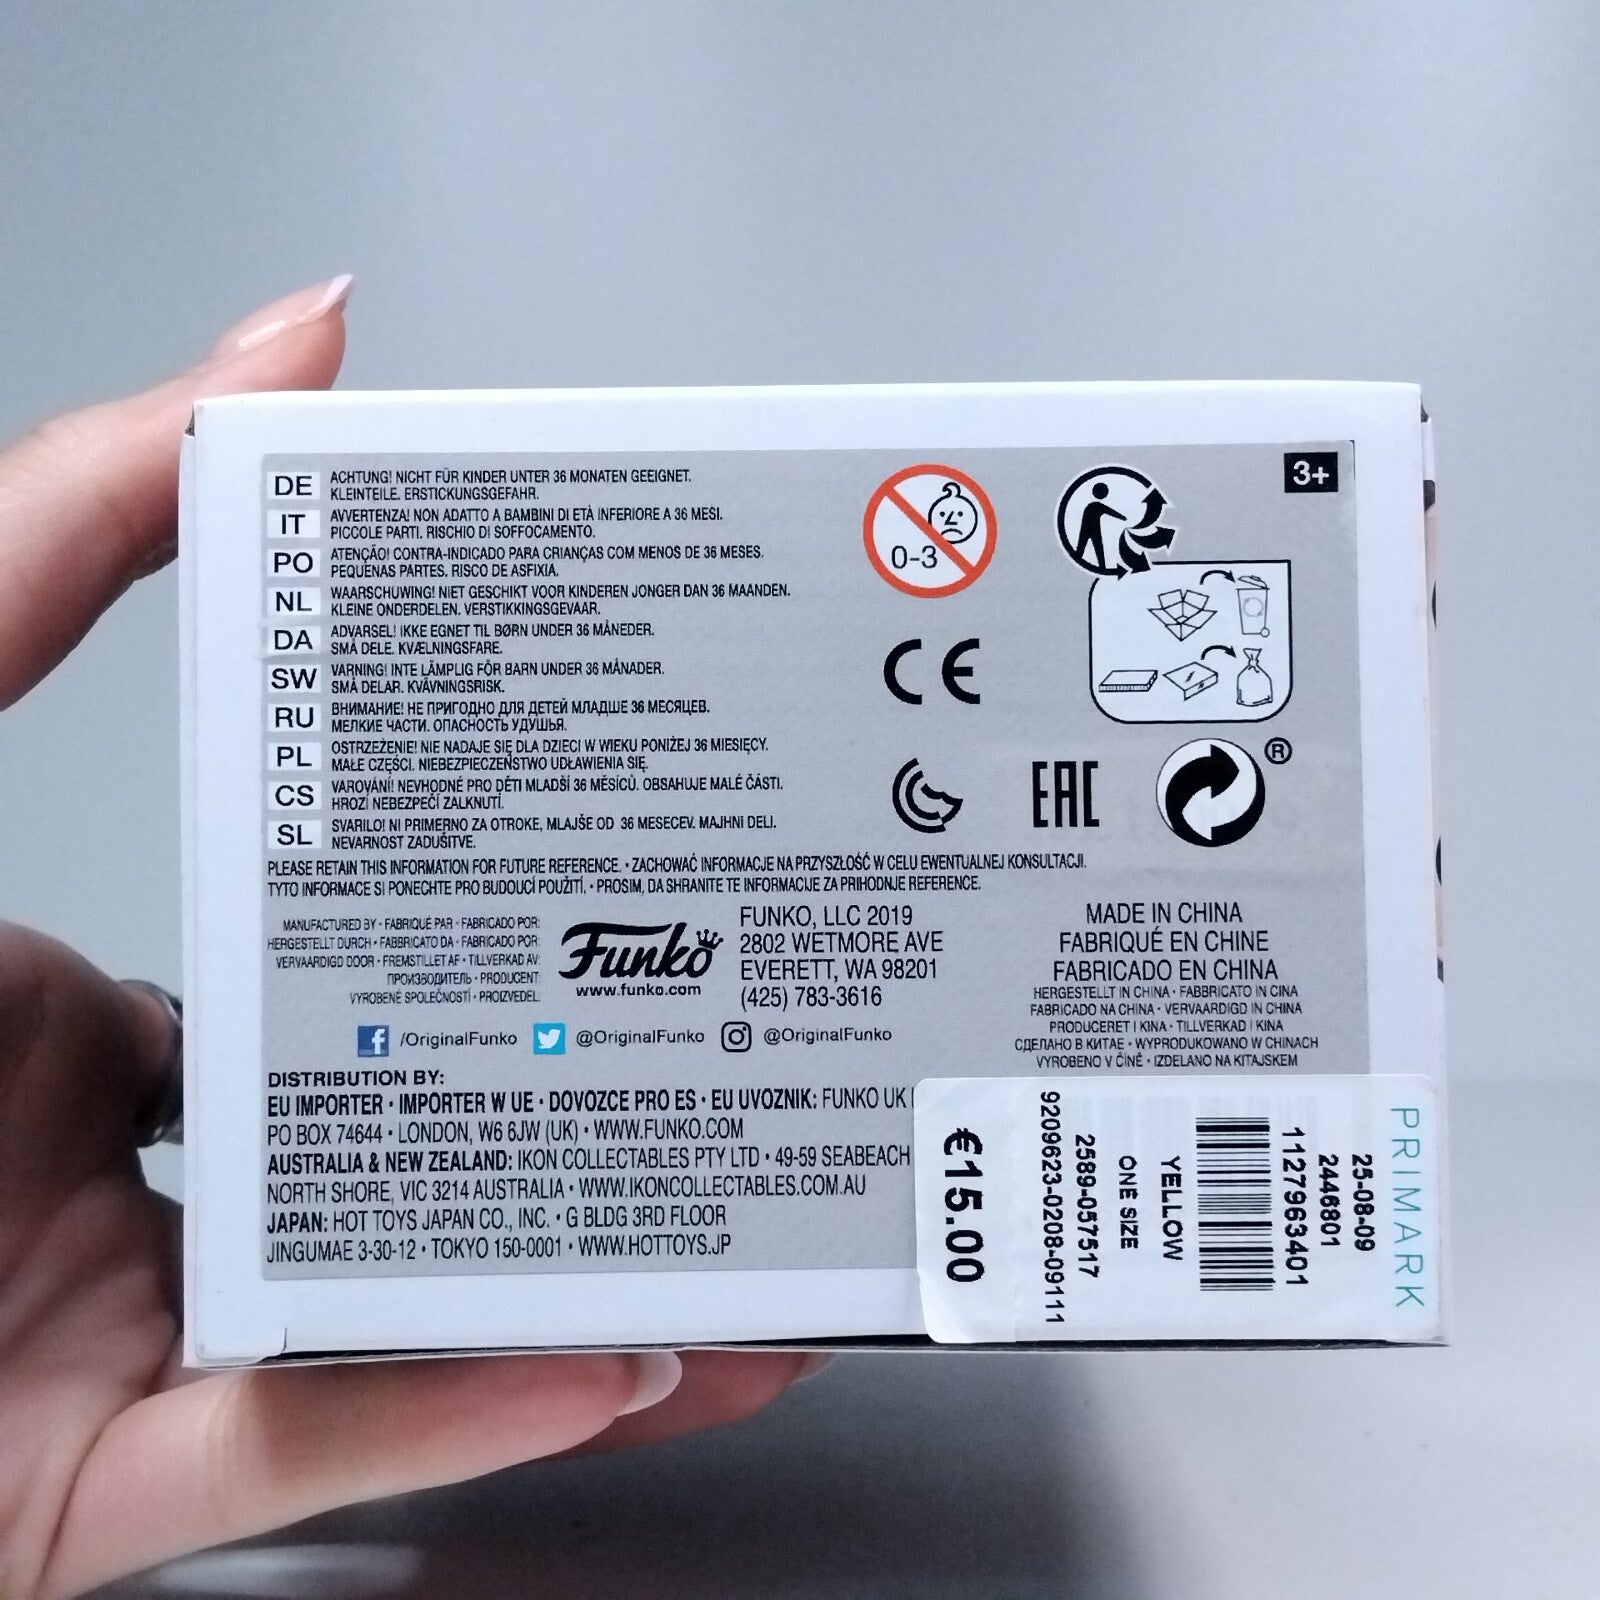 DE ACHTUNG! NICHT FÜR KINDER UNTER 36 MONATEN GEEIGNET.
KLEINTEILE. ERSTICKUNGSGEFAHR.
IT AVVERTENZA! NON ADATTO A BAMBINI DI ETÀ INFERIORE A 36 MESI.
PICCOLE PARTI. RISCHIO DI SOFFOCAMENTO.
PO ATENÇÃO! CONTRA-INDICADO PARA CRIANÇAS COM MENOS DE 36 MESES.
PEQUENAS PARTES. RISCO DE ASFIXIA.
NL WAARSCHUWING! NIET GESCHIKT VOOR KINDEREN JONGER DAN 36 MAANDEN.
KLEINE ONDERDELEN. VERSTIKKINGSGEVAAR.
DA ADVARSEL! IKKE EGNET TIL BØRN UNDER 36 MÅNEDER.
SMÅ DELE. KVÆLNINGSFARE.
SW VARNING! INTE LÄMPLIG FÖR BARN UNDER 36 MÅNADER.
SMÅ DELAR. KVÄVNINGSRISK.
RU ВНИМАНИЕ! НЕ ПРИГОДНО ДЛЯ ДЕТЕЙ МЛАДШЕ 36 МЕСЯЦЕВ.
МЕЛКИЕ ЧАСТИ. ОПАСНОСТЬ УДУШЬЯ.
PL OSTRZEŻENIE! NIE NADAJE SIĘ DLA DZIECI W WIEKU PONIŻEJ 36 MIESIĘCY.
MAŁE CZĘŚCI. NIEBEZPIECZEŃSTWO UDŁAWIENIA SIĘ.
CS VAROVÁNÍ! NEVHODNÉ PRO DĚTI MLADŠÍ 36 MĚSÍCŮ. OBSAHUJE MALÉ ČÁSTI.
HROZÍ NEBEZPEČÍ ZALKNUTÍ.
SL SVARILO! NI PRIMERNO ZA OTROKE, MLAJŠE OD 36 MESECEV. MAJHNI DELI.
NEVARNOST ZADUŠITVE.
0-3
3+
CE
EAC
®
PLEASE RETAIN THIS INFORMATION FOR FUTURE REFERENCE. • ZACHOWAĆ INFORMACJE NA PRZYSZŁOŚĆ W CELU EWENTUALNEJ KONSULTACJI.
TYTO INFORMACE SI PONECHTE PRO BUDOUCÍ POUŽITÍ. • PROSIM, DA SHRANITE TE INFORMACIJE ZA PRIHODNJE REFERENCE.
MANUFACTURED BY • FABRIQUÉ PAR • FABRICADO POR:
HERGESTELLT DURCH • FABBRICATO DA • FABRICADO POR:
VERVAARDIGD DOOR • FREMSTILLET AF • TILLVERKAD AV:
ПРОИЗВОДИТЕЛЬ • PRODUCENT:
VYROBENÉ SPOLEČNOSTÍ • PROIZVEDEL:
Funko
www.funko.com
FUNKO, LLC 2019
2802 WETMORE AVE
EVERETT, WA 98201
(425) 783-3616
MADE IN CHINA
FABRIQUÉ EN CHINE
FABRICADO EN CHINA
HERGESTELLT IN CHINA • FABBRICATO IN CINA
FABRICADO NA CHINA • VERVAARDIGD IN CHINA
PRODUCERET I KINA • TILLVERKAD I KINA
СДЕЛАНО В КИТАЕ • WYPRODUKOWANO W CHINACH
VYROBENO V ČÍNĚ • IZDELANO NA KITAJSKEM
/OriginalFunko @OriginalFunko @OriginalFunko
DISTRIBUTION BY:
EU IMPORTER • IMPORTER W UE • DOVOZCE PRO ES • EU UVOZNIK: FUNKO UK
PO BOX 74644 • LONDON, W6 6JW (UK) • WWW.FUNKO.COM
AUSTRALIA & NEW ZEALAND: IKON COLLECTABLES PTY LTD • 49-59 SEABEACH
NORTH SHORE, VIC 3214 AUSTRALIA • WWW.IKONCOLLECTABLES.COM.AU
JAPAN: HOT TOYS JAPAN CO., INC. • G BLDG 3RD FLOOR
JINGUMAE 3-30-12 • TOKYO 150-0001 • WWW.HOTTOYS.JP
PRIMARK
25-08-09
2446801
1127963401
YELLOW
ONE SIZE
2589-057517
9209623-0208-09111
€15.00